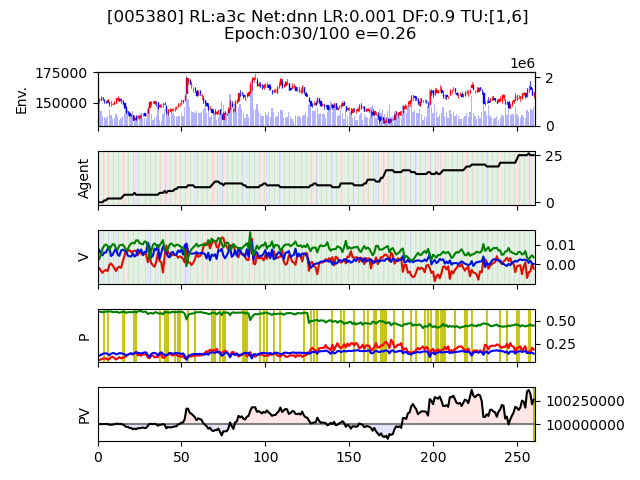 [005380] RL:a3c Net:dnn LR:0.001 DF:0.9 TU:[1,6]
Epoch:030/100 e=0.26
1e6
175000
150000
Env.
2
0
Agent
25
0
V
0.01
0.00
P
0.50
0.25
PV
100250000
100000000
0 50 100 150 200 250